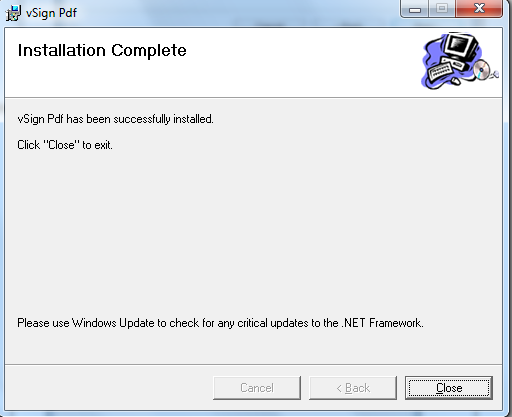 vSign Pdf
Installation Complete
vSign Pdf has been successfully installed.
Click "Close" to exit.
Please use Windows Update to check for any critical updates to the .NET Framework.
Cancel
< Back
Close